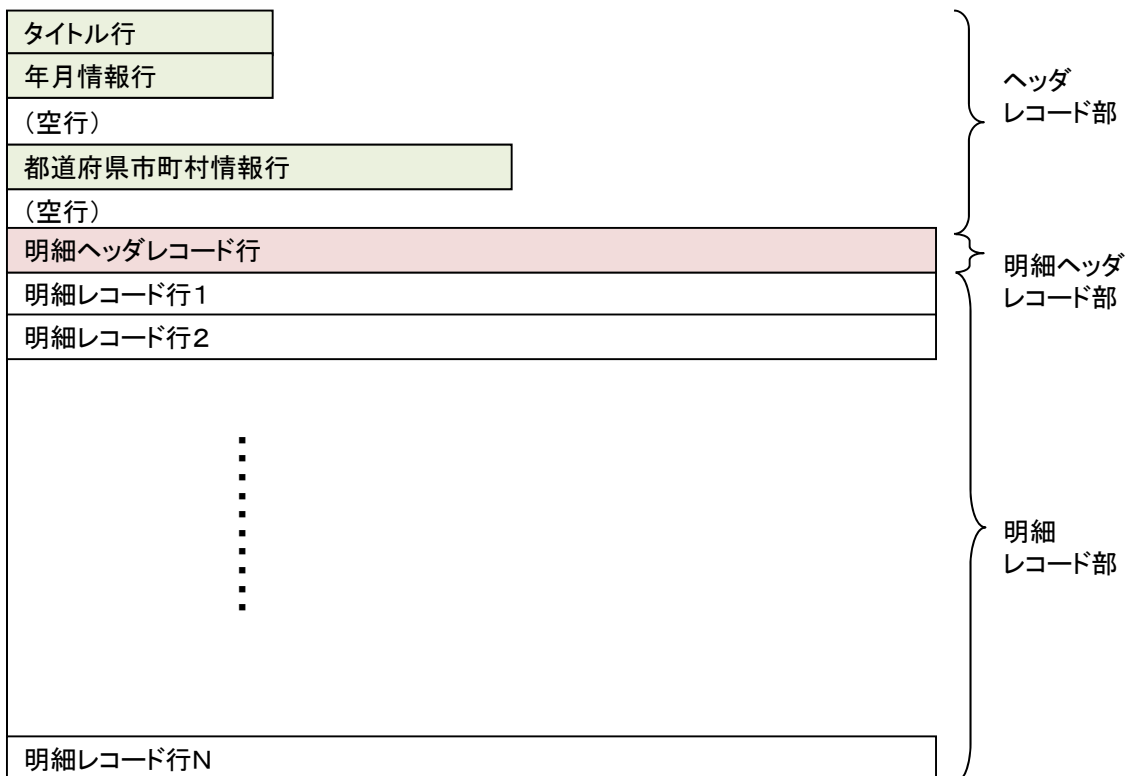 タイトル行
年月情報行
(空行)
都道府県市町村情報行
(空行)
明細ヘッダレコード行
明細レコード行1
明細レコード行2
明細レコード行N
ヘッダ
レコード部
明細ヘッダ
レコード部
明細
レコード部